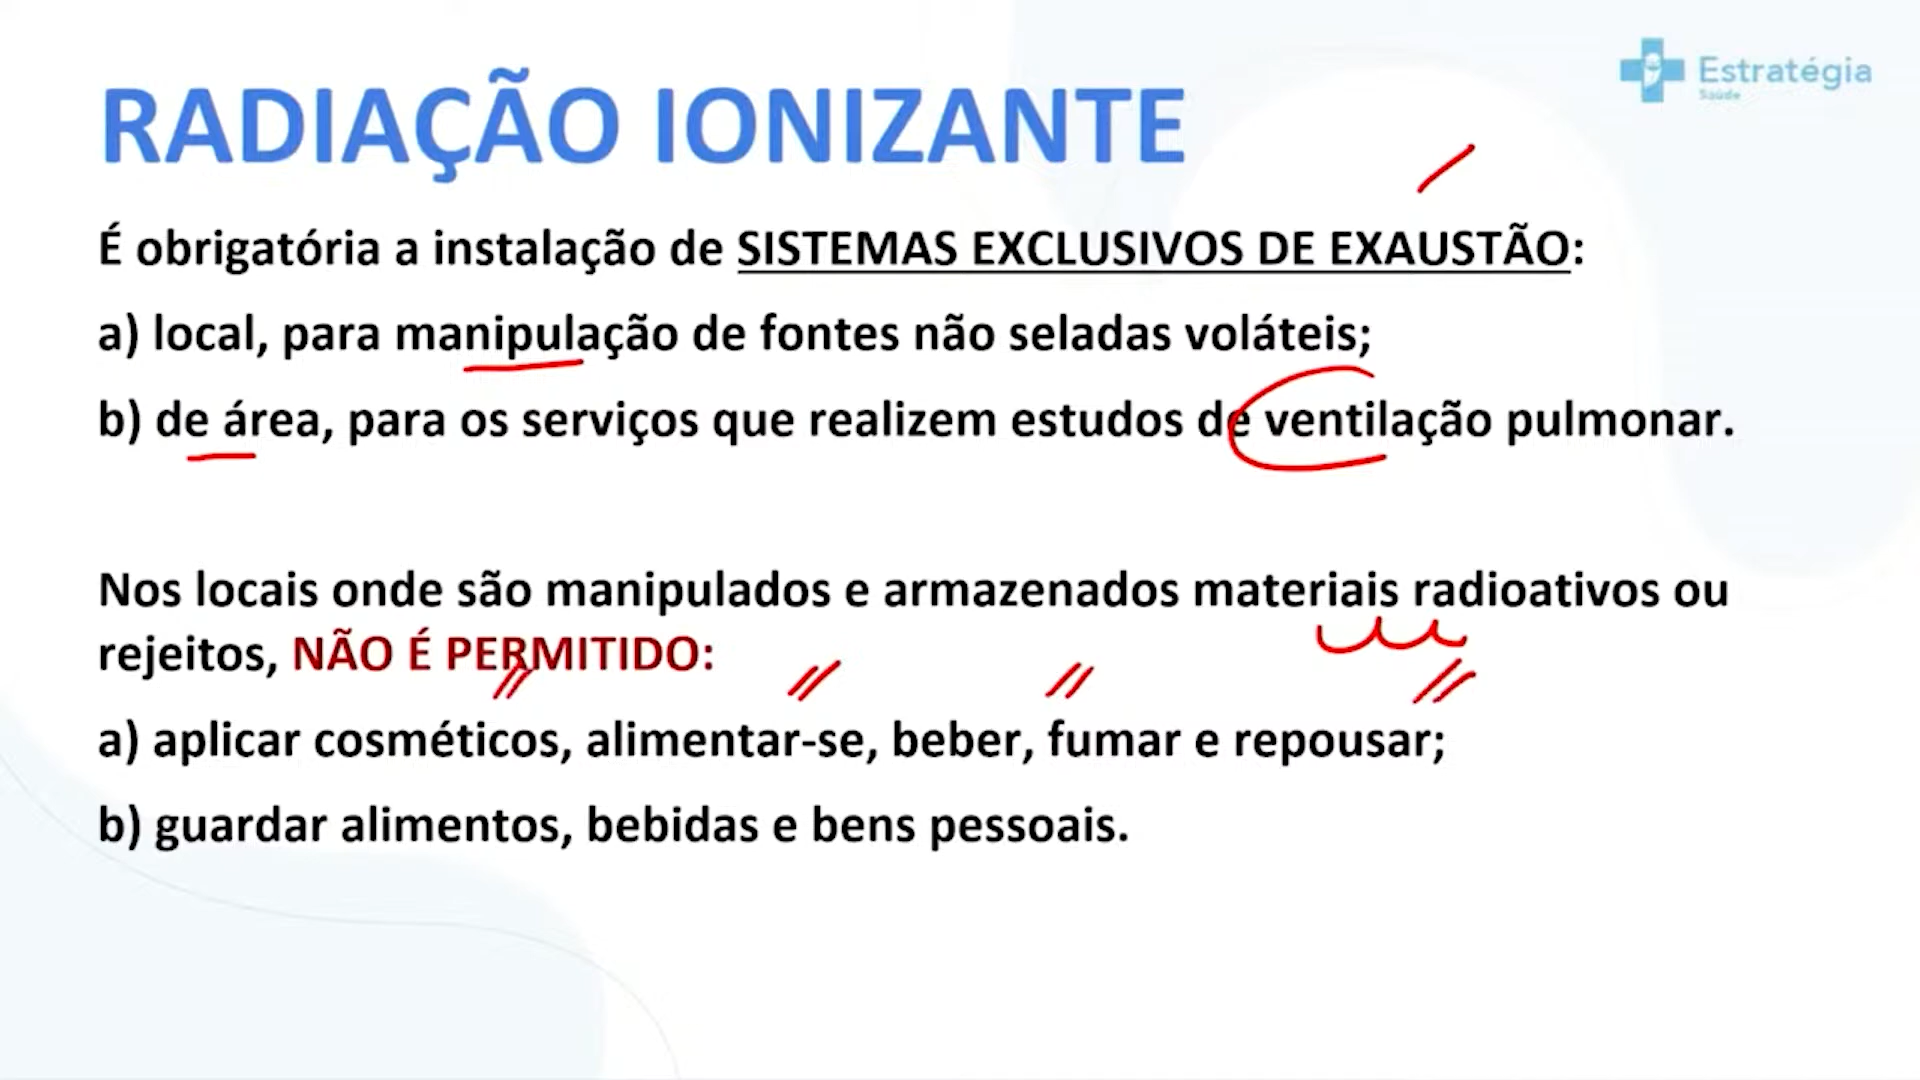 Estratégia
Saúde
RADIAÇÃO IONIZANTE
É obrigatória a instalação de SISTEMAS EXCLUSIVOS DE EXAUSTÃO:
a) local, para manipulação de fontes não seladas voláteis;
b) de área, para os serviços que realizem estudos de ventilação pulmonar.
Nos locais onde são manipulados e armazenados materiais radioativos ou
rejeitos, NÃO É PERMITIDO:
a) aplicar cosméticos, alimentar-se, beber, fumar e repousar;
b) guardar alimentos, bebidas e bens pessoais.